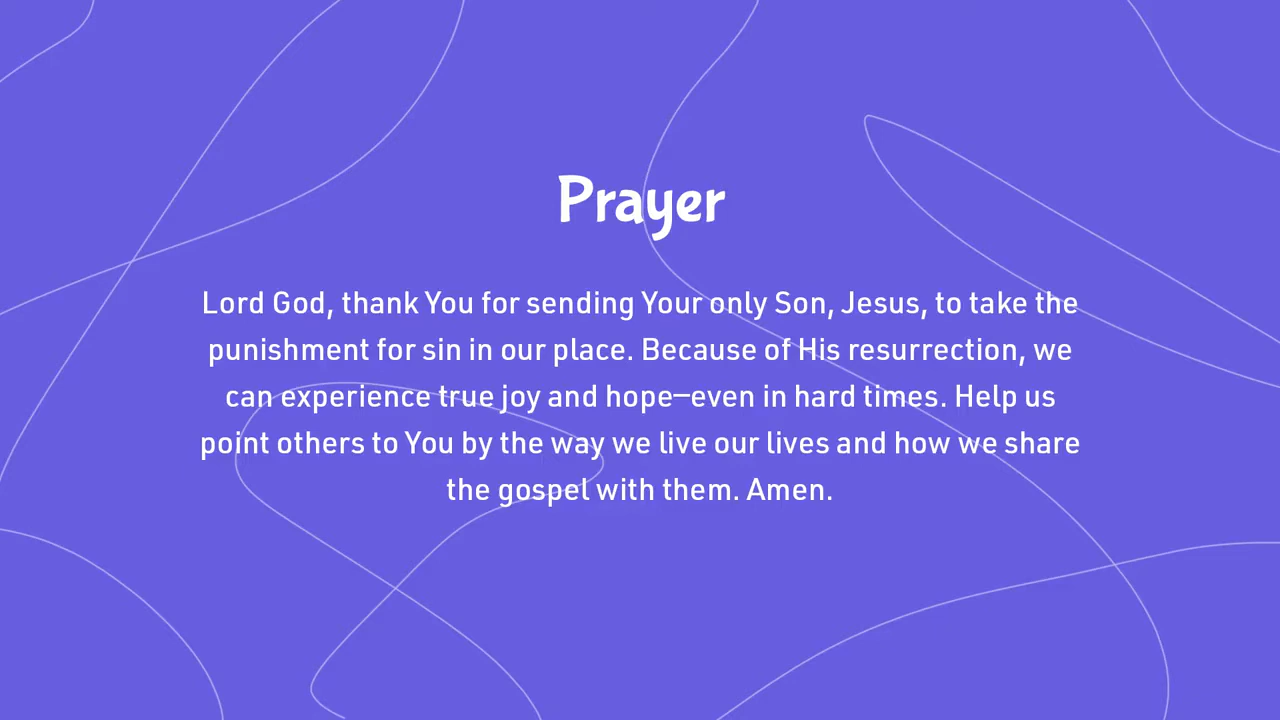 Prayer
Lord God, thank You for sending Your only Son, Jesus, to take the
punishment for sin in our place. Because of His resurrection, we
can experience true joy and hope—even in hard times. Help us
point others to You by the way we live our lives and how we share
the gospel with them. Amen.